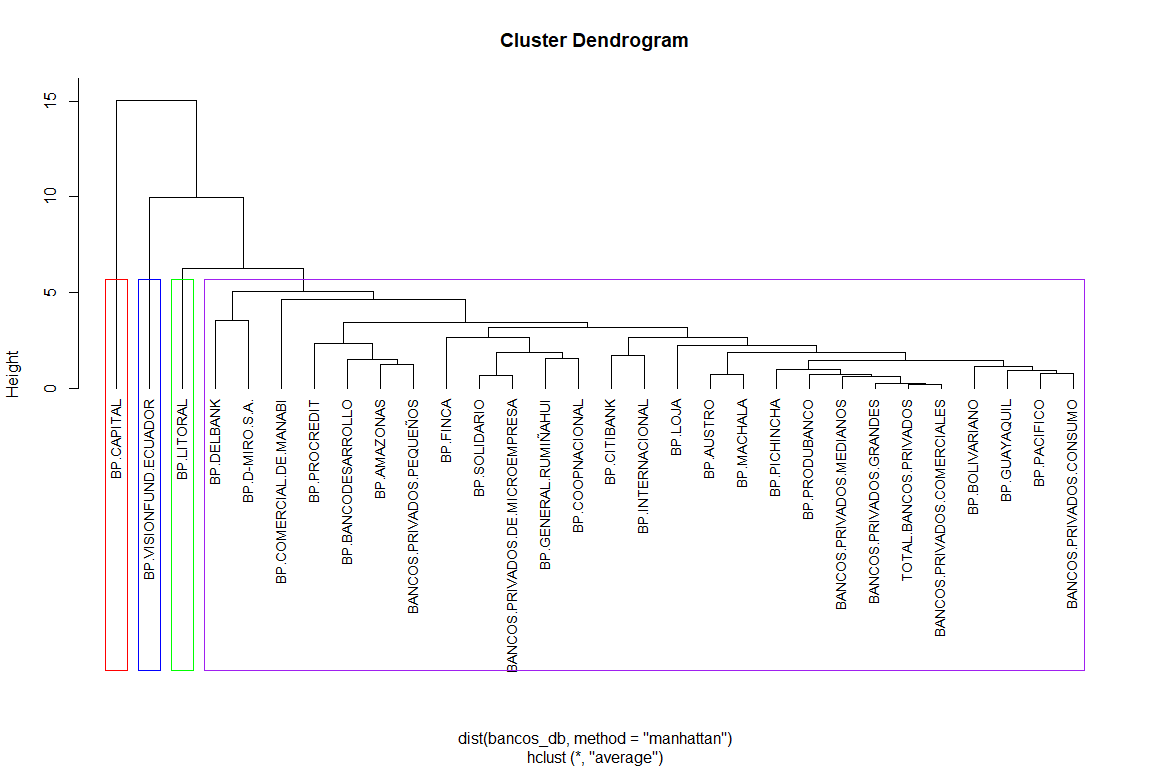 Cluster Dendrogram
Height
15
10
5
0
BP.CAPITAL
BP.VISIONFUND.ECUADOR
BP.LITORAL
BP.DELBANK
BP.D-MIRO.S.A.
BP.COMERCIAL.DE.MANABI
BP.PROCREDIT
BP.BANCODESARROLLO
BP.AMAZONAS
BANCOS.PRIVADOS.PEQUEÑOS
BP.FINCA
BP.SOLIDARIO
BANCOS.PRIVADOS.DE.MICROEMPRESA
BP.GENERAL.RUMIÑAHUI
BP.COOPNACIONAL
BP.CITIBANK
BP.INTERNACIONAL
BP.LOJA
BP.AUSTRO
BP.MACHALA
BP.PICHINCHA
BP.PRODUBANCO
BANCOS.PRIVADOS.MEDIANOS
BANCOS.PRIVADOS.GRANDES
TOTAL.BANCOS.PRIVADOS
BANCOS.PRIVADOS.COMERCIALES
BP.BOLIVARIANO
BP.GUAYAQUIL
BP.PACIFICO
BANCOS.PRIVADOS.CONSUMO
dist(bancos_db, method = "manhattan")
hclust (*, "average")